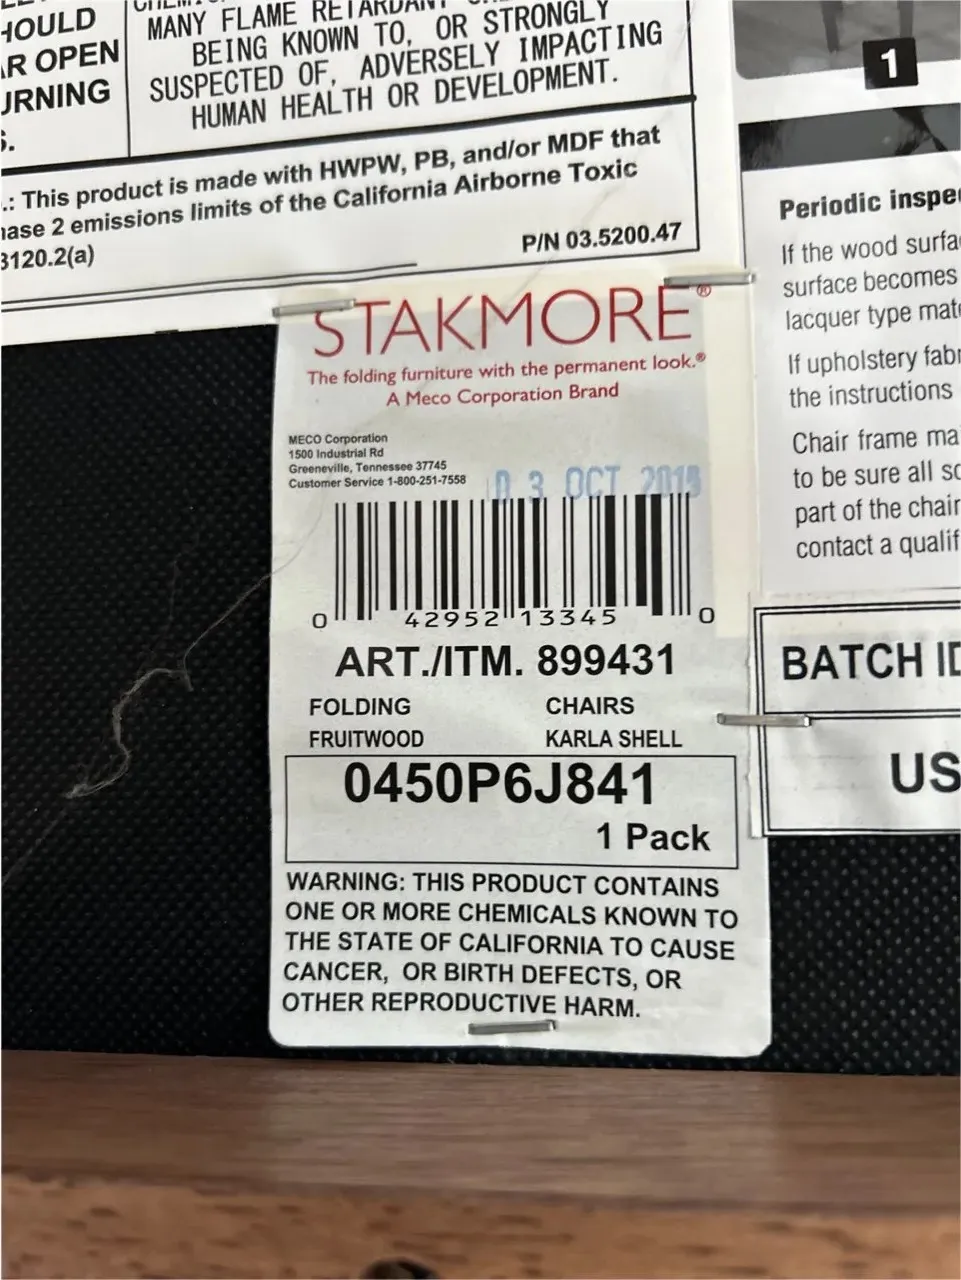 HOULD
AR OPEN
URNING
S.
MANY FLAME RETARDANT
BEING KNOWN TO, OR STRONGLY
SUSPECTED OF, ADVERSELY IMPACTING
HUMAN HEALTH OR DEVELOPMENT.
.: This product is made with HWPW, PB, and/or MDF that
hase 2 emissions limits of the California Airborne Toxic
3120.2(a)
P/N 03.5200.47
1
Periodic inspe
If the wood surfa
surface becomes
lacquer type mate
If upholstery fabr
the instructions
Chair frame ma
to be sure all sc
part of the chair
contact a qualif
STAKMORE®
The folding furniture with the permanent look.®
A Meco Corporation Brand
MECO Corporation
1500 Industrial Rd
Greeneville, Tennessee 37745
Customer Service 1-800-251-7558
03 OCT
0 42952 13345 0
ART./ITM. 899431
FOLDING CHAIRS
FRUITWOOD KARLA SHELL
0450P6J841
1 Pack
WARNING: THIS PRODUCT CONTAINS
ONE OR MORE CHEMICALS KNOWN TO
THE STATE OF CALIFORNIA TO CAUSE
CANCER, OR BIRTH DEFECTS, OR
OTHER REPRODUCTIVE HARM.
BATCH ID
US